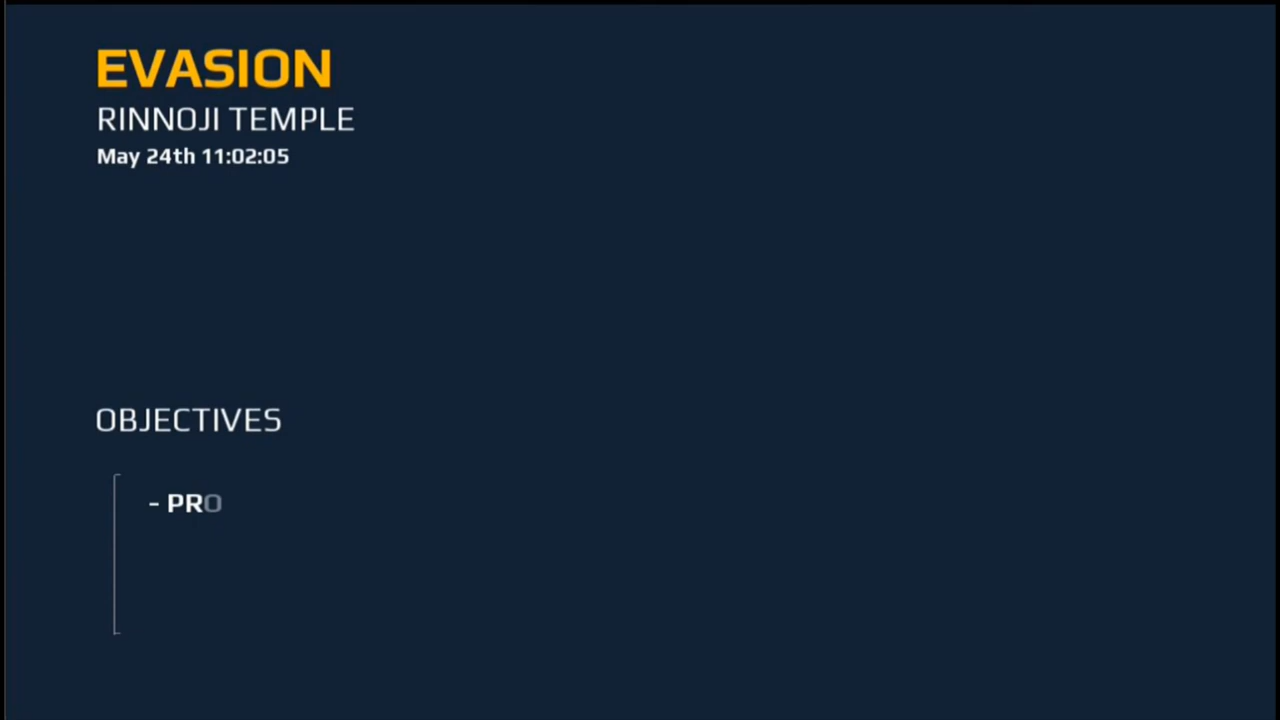 EVASION
RINNOJI TEMPLE
May 24th 11:02:05
OBJECTIVES
- PRO